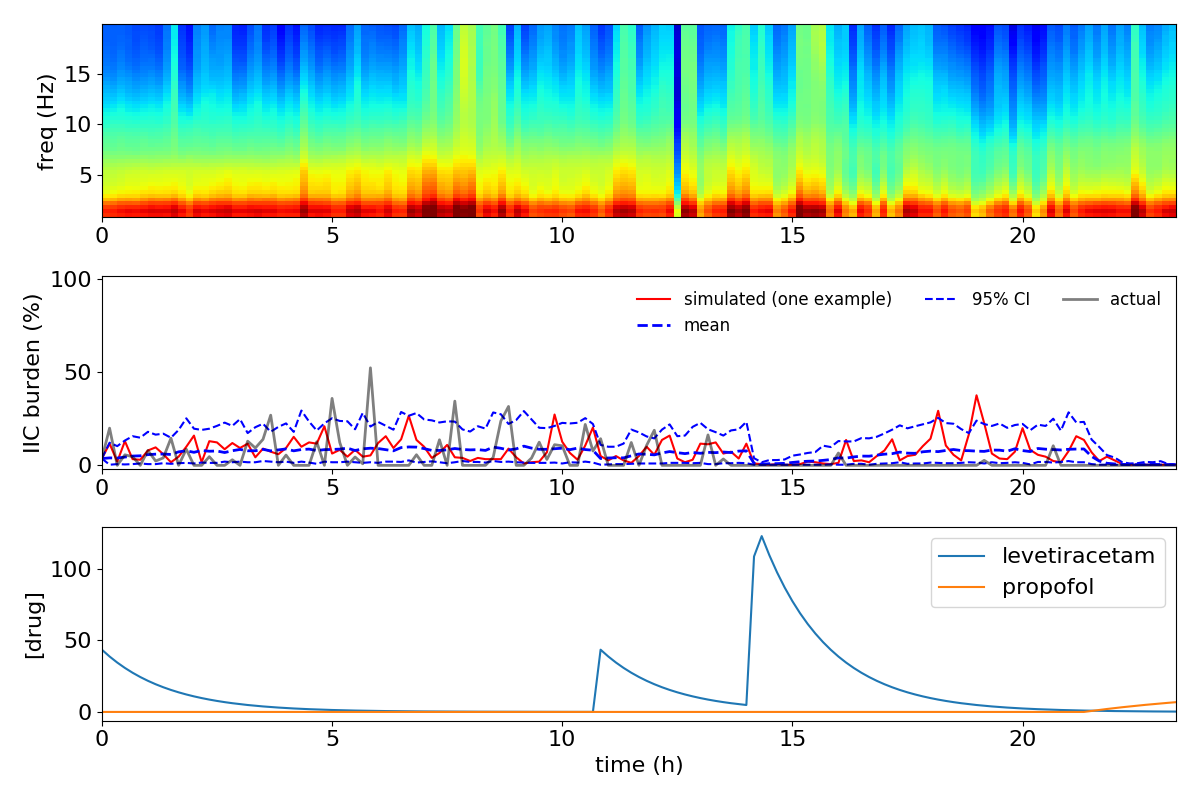 freq (Hz)
15
10
5
0 5 10 15 20
IIC burden (%)
100
50
0
simulated (one example) 95% CI actual
mean
0 5 10 15 20
[drug]
100
50
0
levetiracetam
propofol
0 5 10 15 20
time (h)